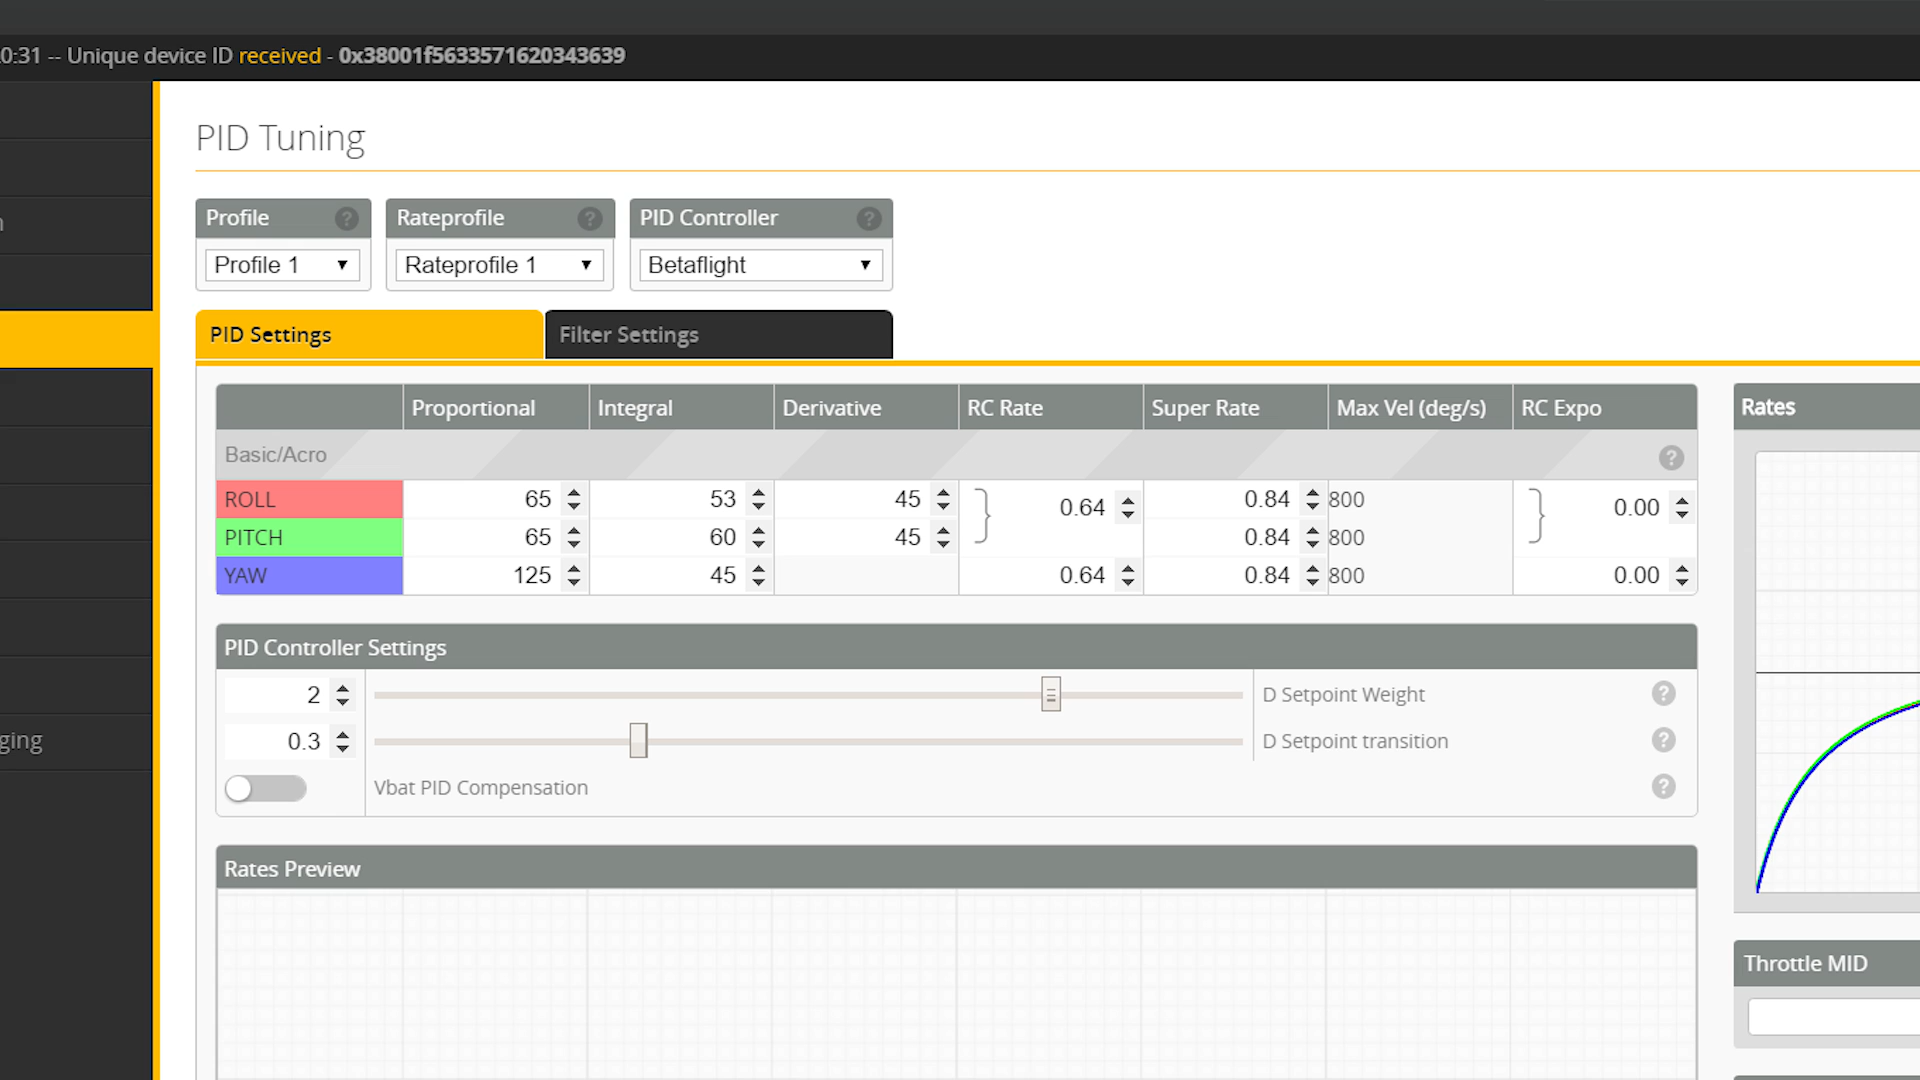 0:31 -- Unique device ID received - 0x38001f5633571620343639
PID Tuning
Profile ? Rateprofile ? PID Controller ?
Profile 1 Rateprofile 1 Betaflight
PID Settings Filter Settings
Proportional Integral Derivative RC Rate Super Rate Max Vel (deg/s) RC Expo Rates
Basic/Acro ?
ROLL 65 53 45 0.64 0.84 800 0.00
PITCH 65 60 45 0.84 800
YAW 125 45 0.64 0.84 800 0.00
PID Controller Settings
2 D Setpoint Weight ?
ging 0.3 D Setpoint transition ?
Vbat PID Compensation ?
Rates Preview
Throttle MID